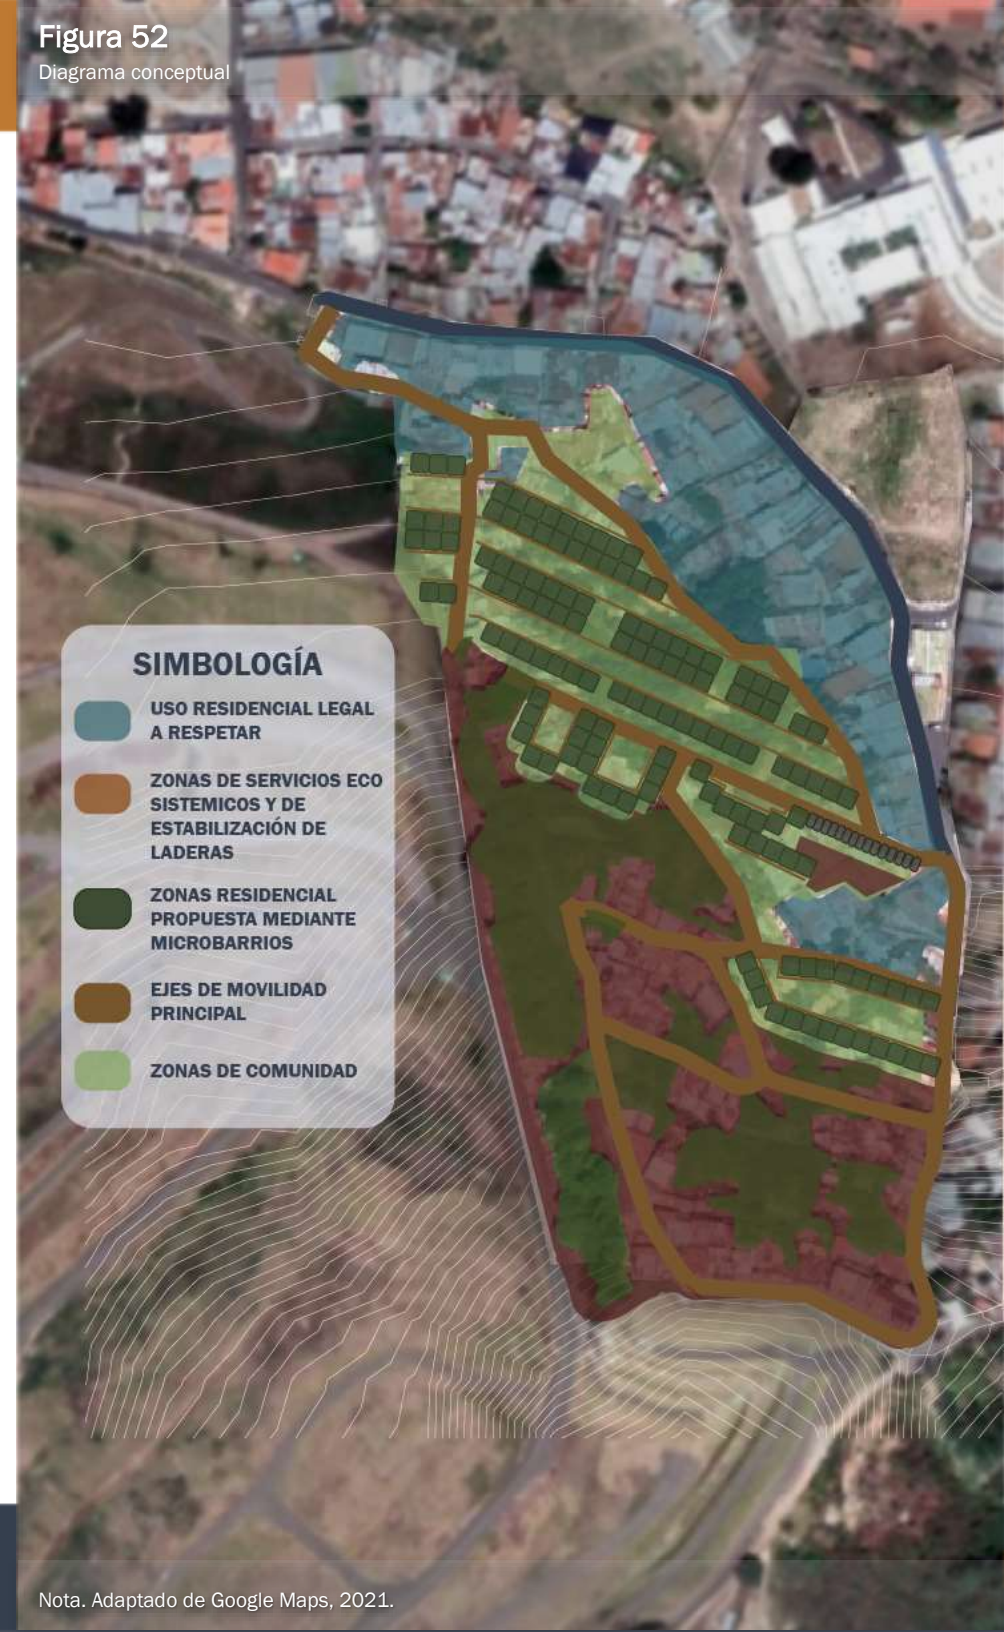 Figura 52
Diagrama conceptual
SIMBOLOGÍA
USO RESIDENCIAL LEGAL
A RESPETAR
ZONAS DE SERVICIOS ECO
SISTEMICOS Y DE
ESTABILIZACIÓN DE
LADERAS
ZONAS RESIDENCIAL
PROPUESTA MEDIANTE
MICROBARRIOS
EJES DE MOVILIDAD
PRINCIPAL
ZONAS DE COMUNIDAD
Nota. Adaptado de Google Maps, 2021.